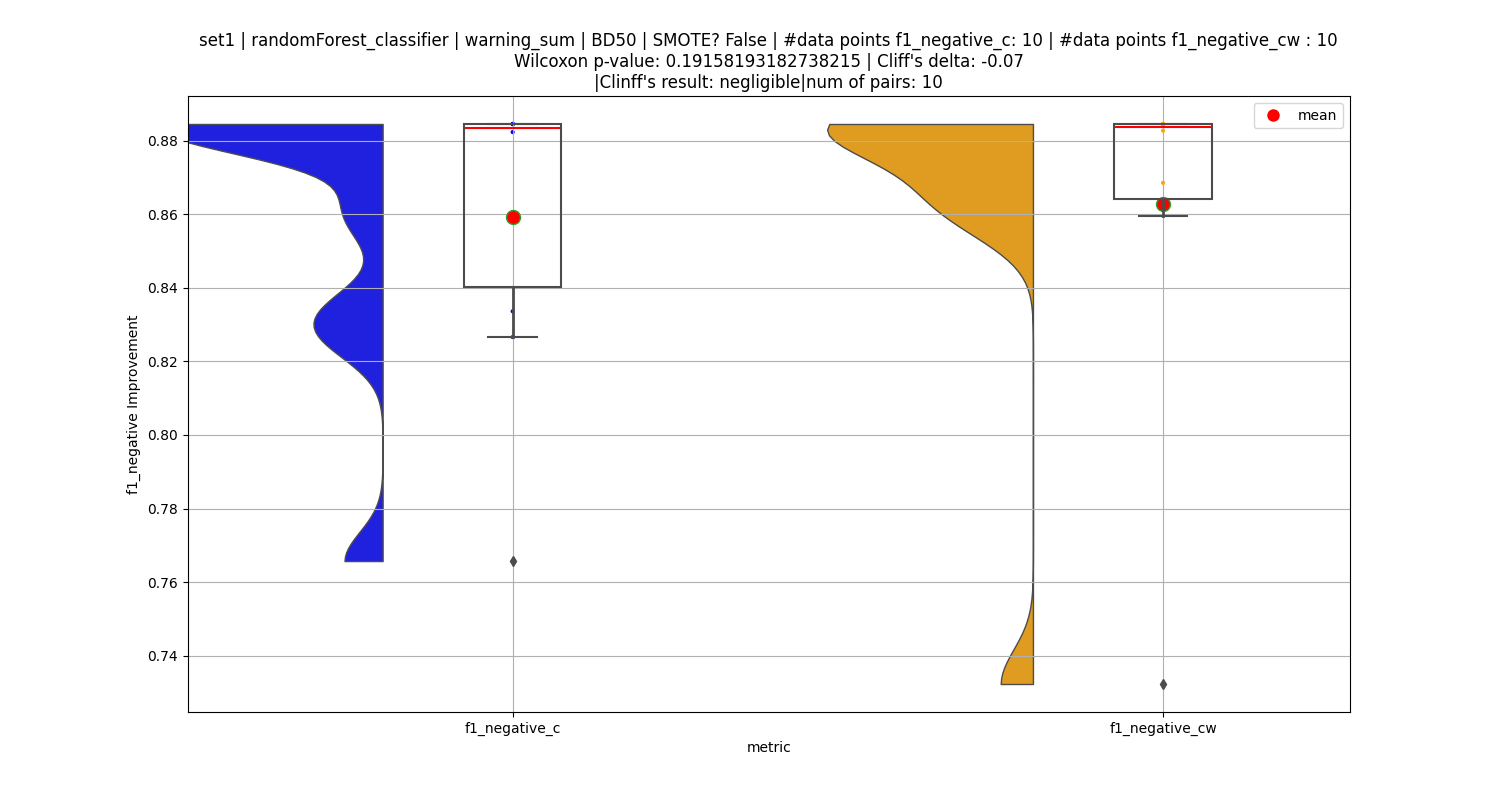 set1 | randomForest_classifier | warning_sum | BD50 | SMOTE? False | #data points f1_negative_c: 10 | #data points f1_negative_cw : 10
Wilcoxon p-value: 0.19158193182738215 | Cliff's delta: -0.07
|Clinff's result: negligible|num of pairs: 10
mean
0.88
0.86
0.84
0.82
0.80
0.78
0.76
0.74
f1_negative Improvement
f1_negative_c
f1_negative_cw
metric